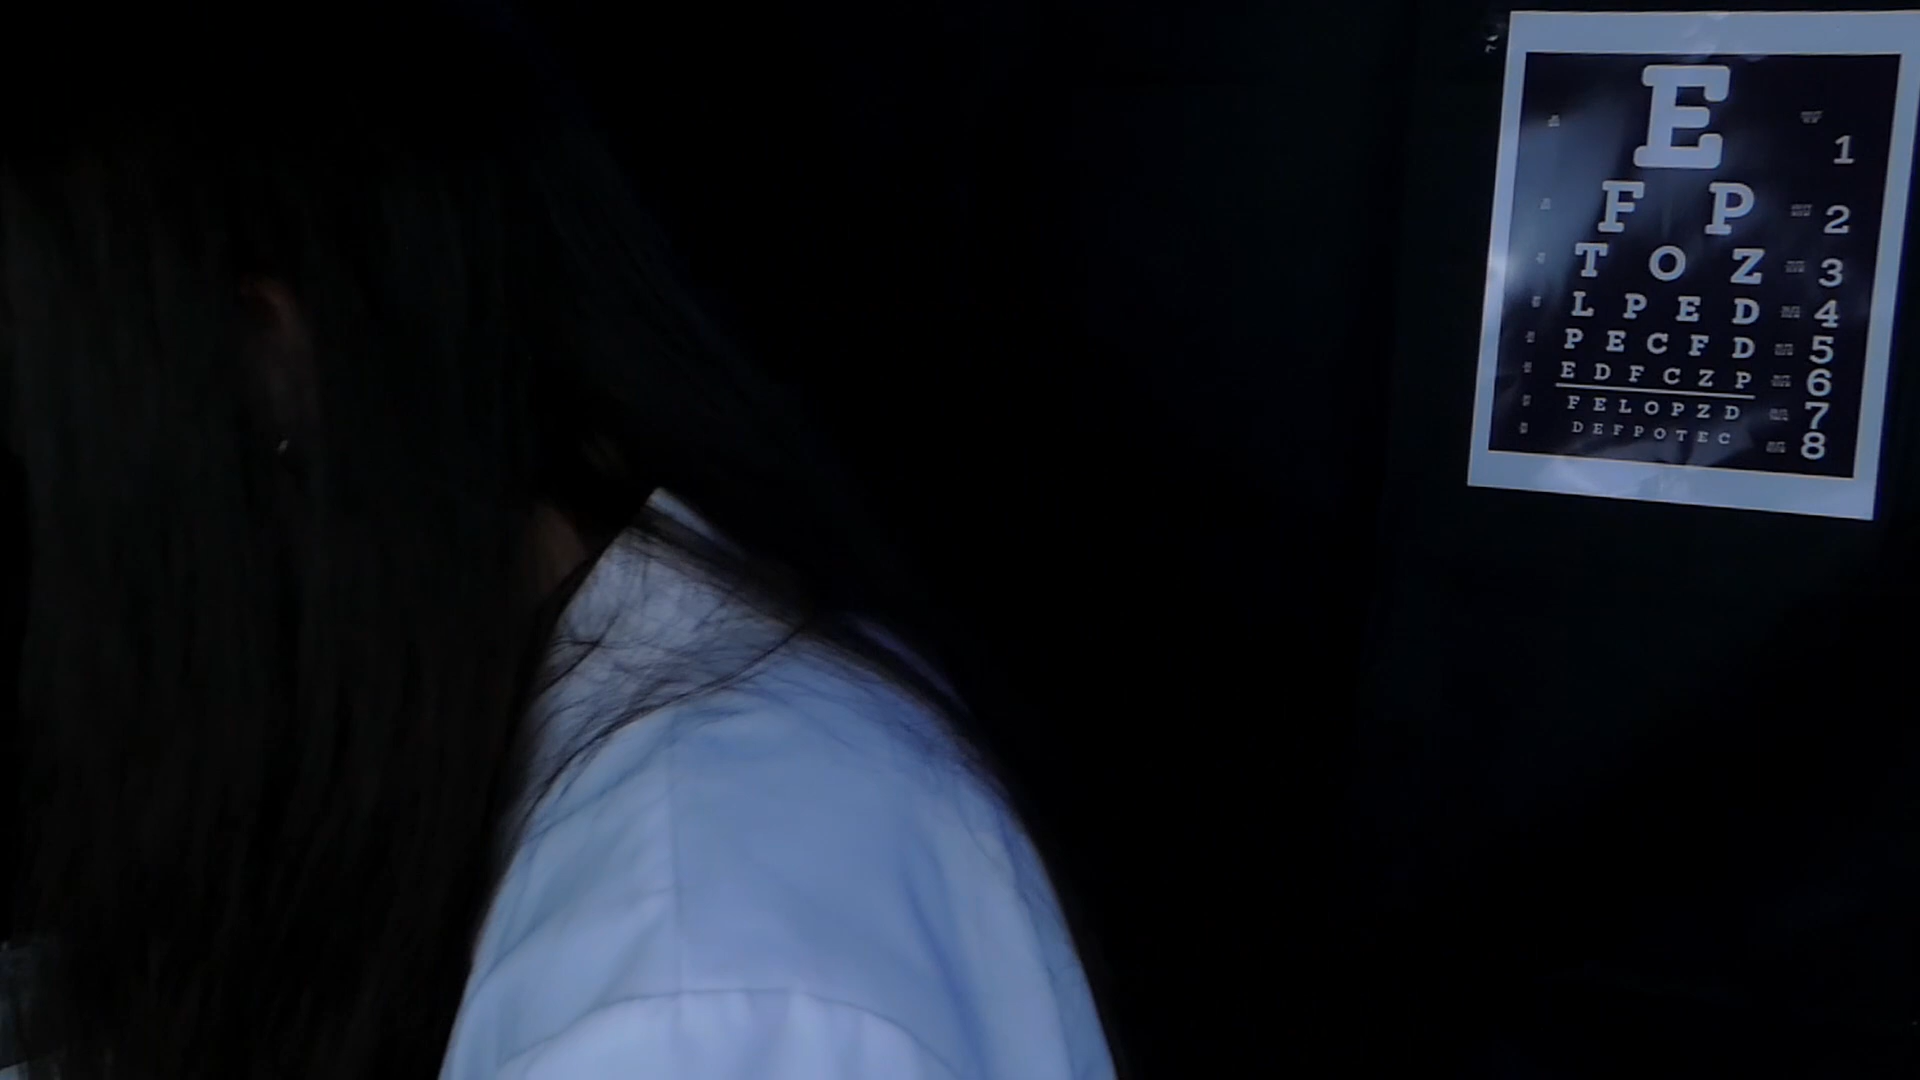 E 1
F P 2
T O Z 3
L P E D 4
P E C F D 5
E D F C Z P 6
F E L O P Z D 7
D E F P O T E C 8